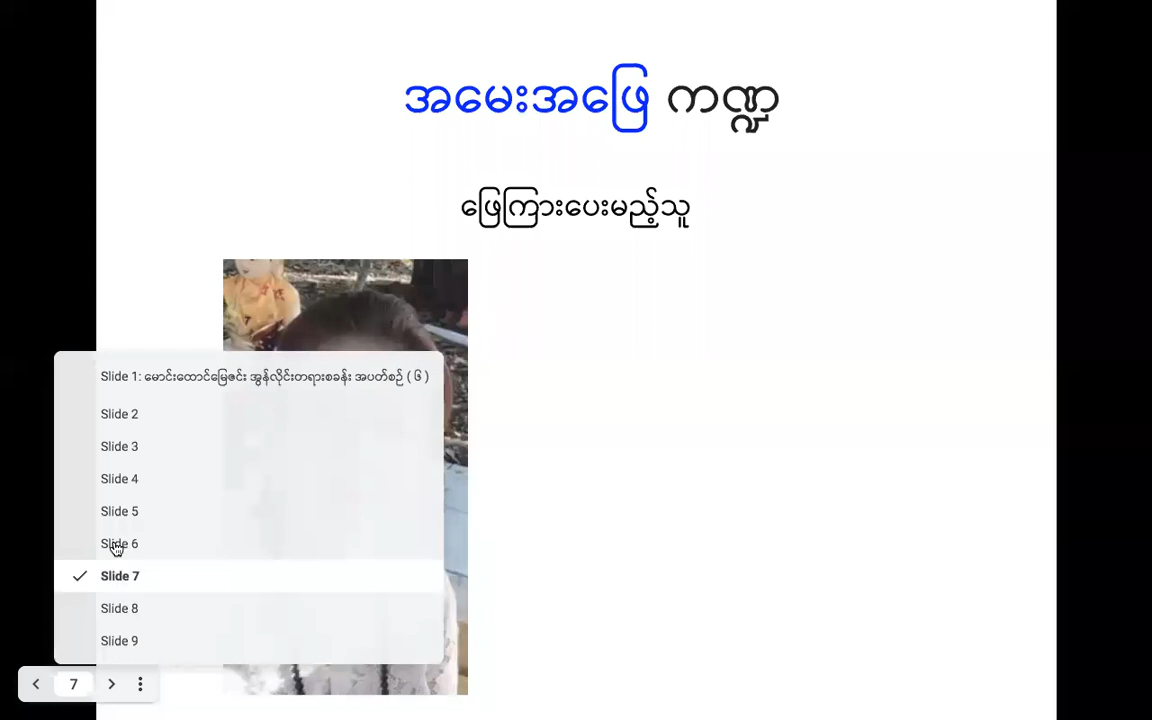 အမေးအဖြေ ကဏ္ဍ
ဖြေကြားပေးမည့်သူ
Slide 1: မောင်းထောင်မြေဇင်း အွန်လိုင်းတရားစခန်း အပတ်စဉ် ( ၆ )
Slide 2
Slide 3
Slide 4
Slide 5
Slide 6
Slide 7
Slide 8
Slide 9
7